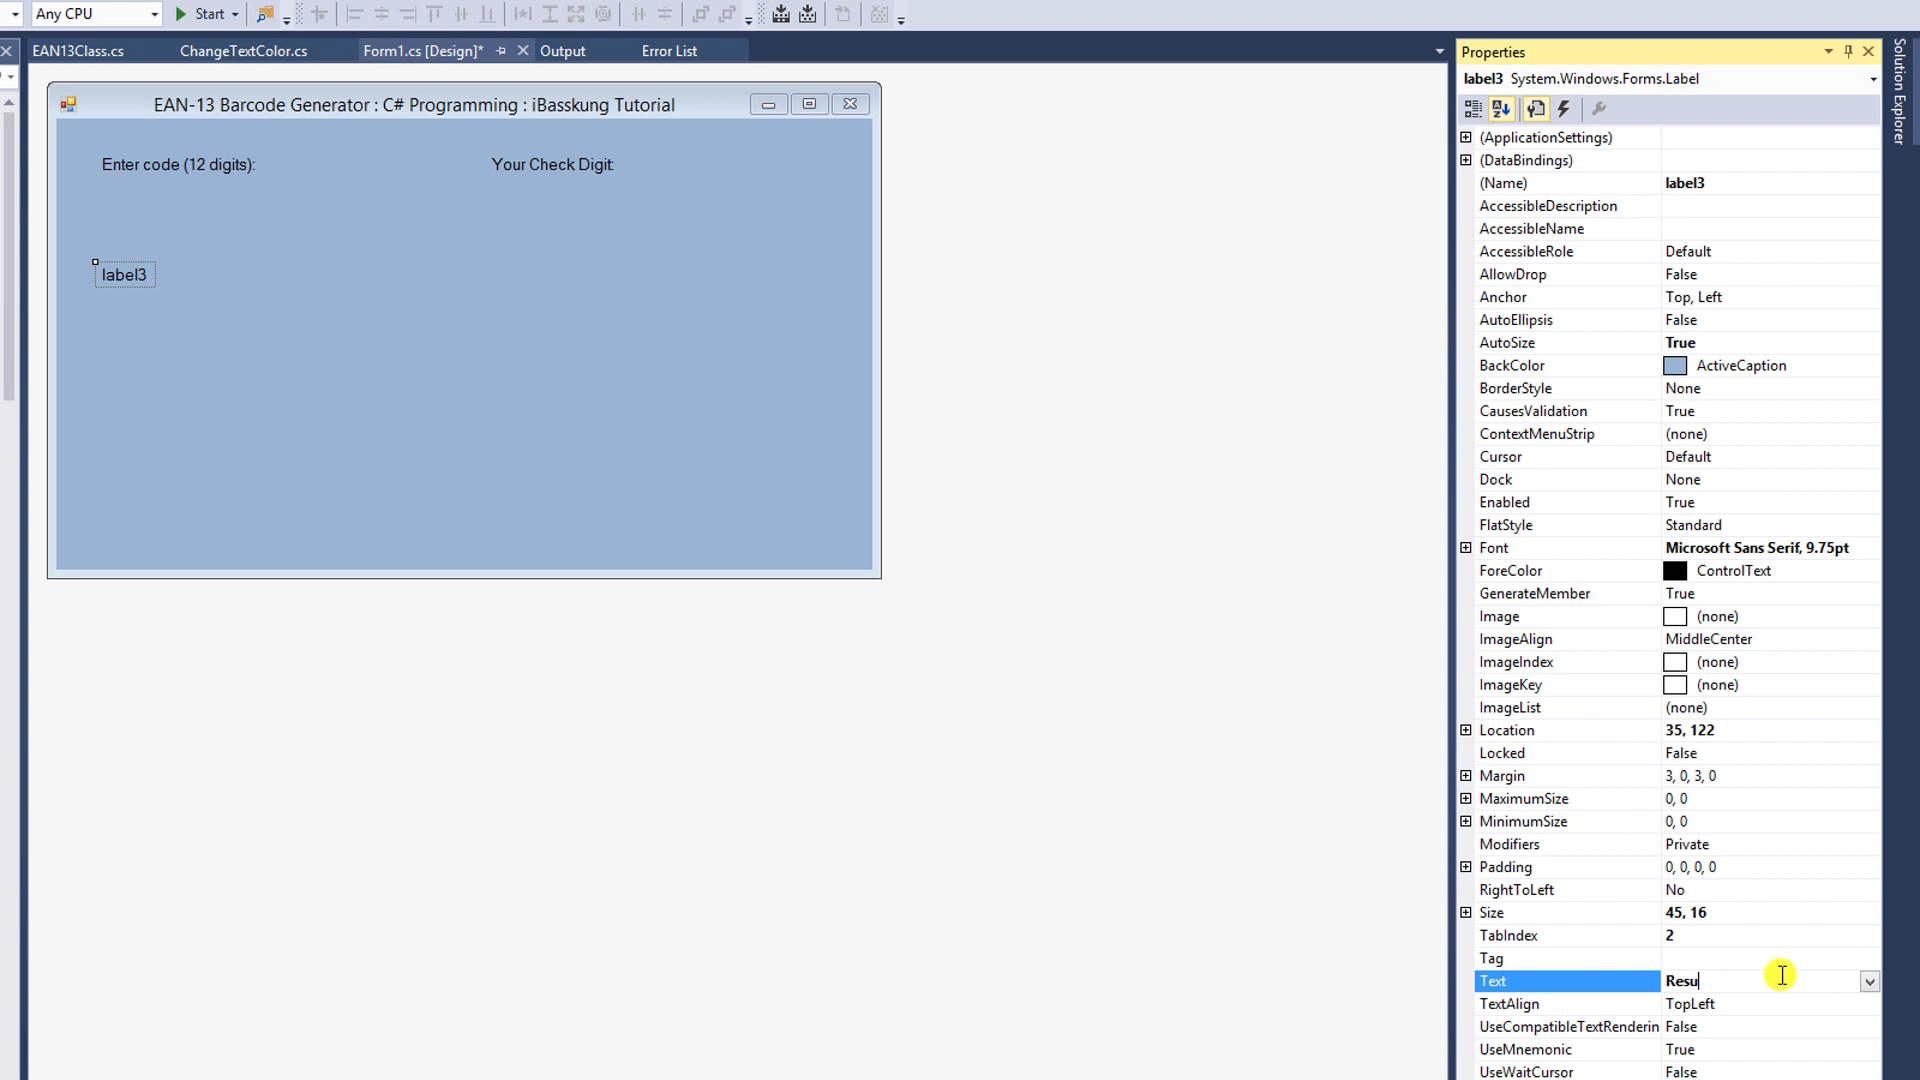 Any CPU Start
EAN13Class.cs ChangeTextColor.cs Form1.cs [Design]* Output Error List
EAN-13 Barcode Generator : C# Programming : iBasskung Tutorial
Enter code (12 digits): Your Check Digit:
label3
Properties
label3 System.Windows.Forms.Label
(ApplicationSettings)
(DataBindings)
(Name) label3
AccessibleDescription
AccessibleName
AccessibleRole Default
AllowDrop False
Anchor Top, Left
AutoEllipsis False
AutoSize True
BackColor ActiveCaption
BorderStyle None
CausesValidation True
ContextMenuStrip (none)
Cursor Default
Dock None
Enabled True
FlatStyle Standard
Font Microsoft Sans Serif, 9.75pt
ForeColor ControlText
GenerateMember True
Image (none)
ImageAlign MiddleCenter
ImageIndex (none)
ImageKey (none)
ImageList (none)
Location 35, 122
Locked False
Margin 3, 0, 3, 0
MaximumSize 0, 0
MinimumSize 0, 0
Modifiers Private
Padding 0, 0, 0, 0
RightToLeft No
Size 45, 16
TabIndex 2
Tag
Text Resu
TextAlign TopLeft
UseCompatibleTextRenderin False
UseMnemonic True
UseWaitCursor False
Solution Explorer